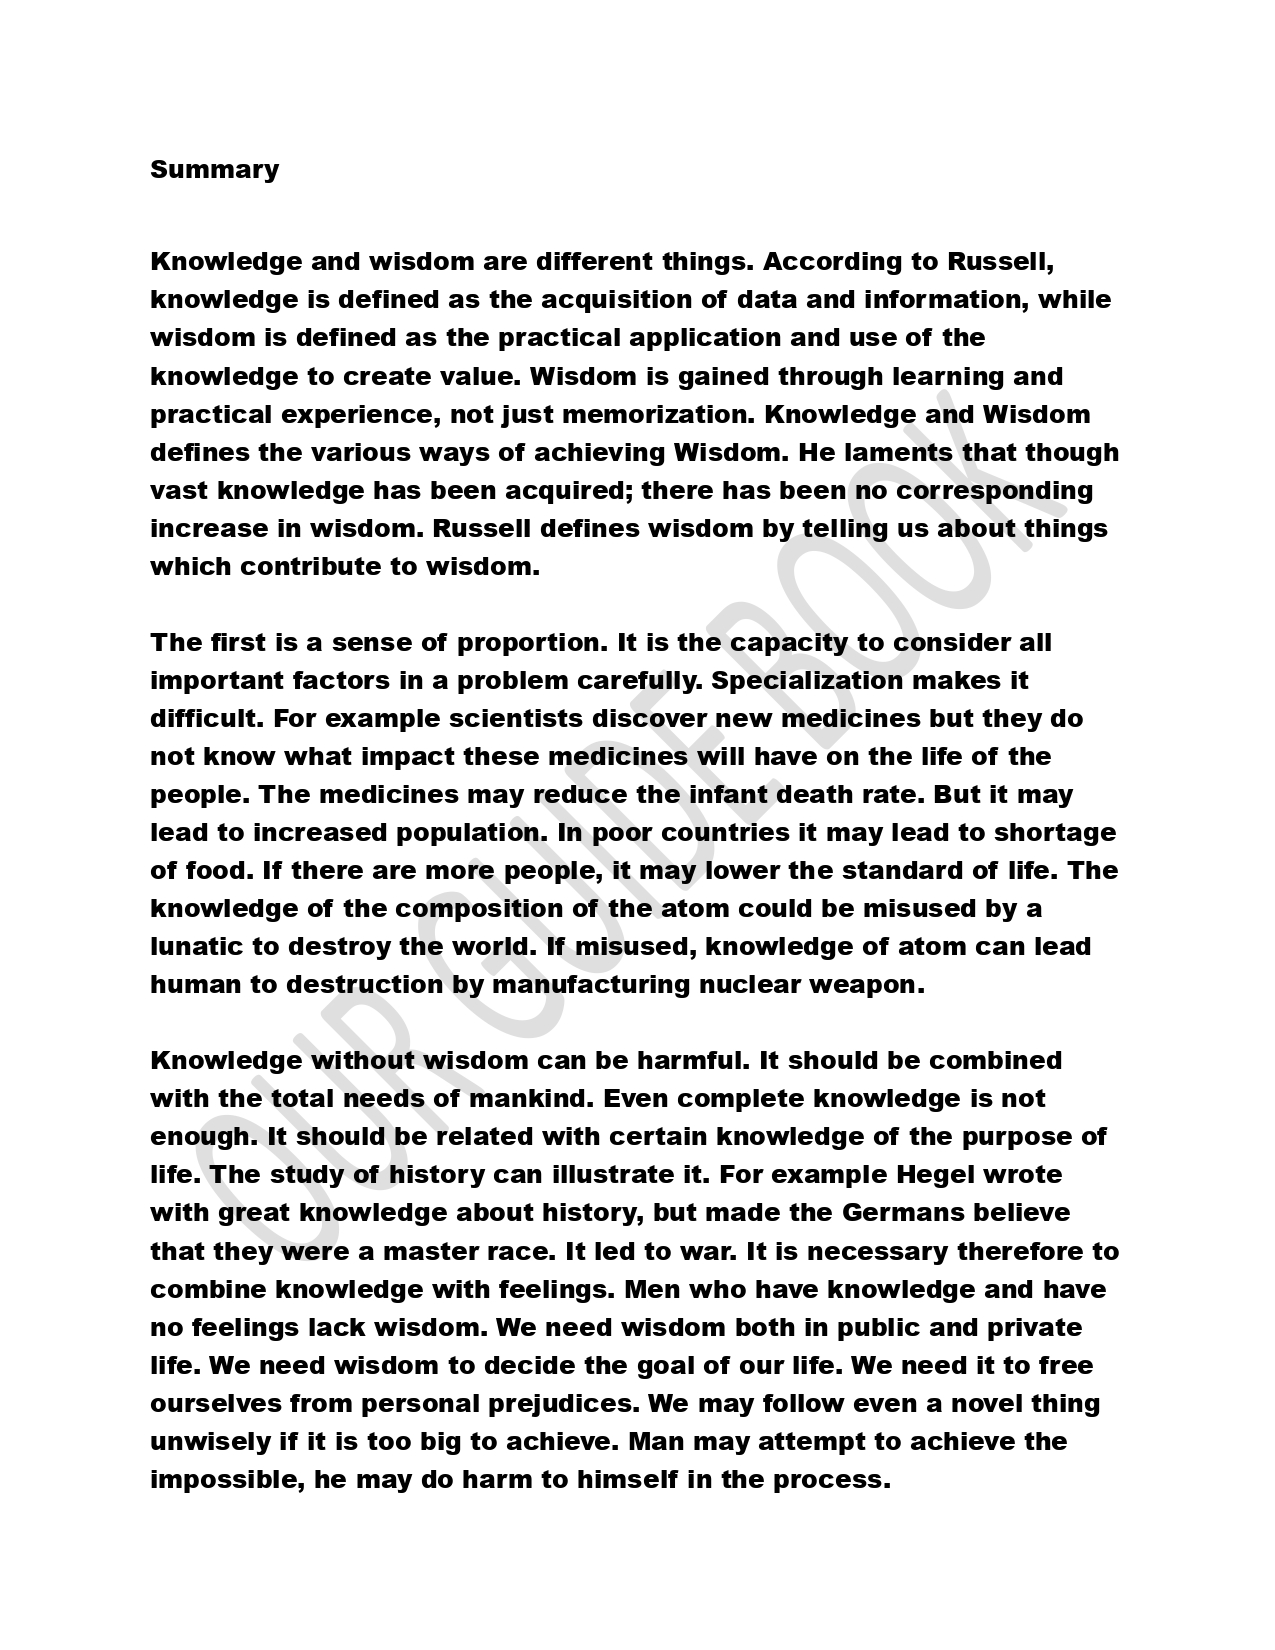 Summary
Knowledge and wisdom are different things. According to Russell,
knowledge is defined as the acquisition of data and information, while
wisdom is defined as the practical application and use of the
knowledge to create value. Wisdom is gained through learning and
practical experience, not just memorization. Knowledge and Wisdom
defines the various ways of achieving Wisdom. He laments that though
vast knowledge has been acquired; there has been no corresponding
increase in wisdom. Russell defines wisdom by telling us about things
which contribute to wisdom.
The first is a sense of proportion. It is the capacity to consider all
important factors in a problem carefully. Specialization makes it
difficult. For example scientists discover new medicines but they do
not know what impact these medicines will have on the life of the
people. The medicines may reduce the infant death rate. But it may
lead to increased population. In poor countries it may lead to shortage
of food. If there are more people, it may lower the standard of life. The
knowledge of the composition of the atom could be misused by a
lunatic to destroy the world. If misused, knowledge of atom can lead
human to destruction by manufacturing nuclear weapon.
Knowledge without wisdom can be harmful. It should be combined
with the total needs of mankind. Even complete knowledge is not
enough. It should be related with certain knowledge of the purpose of
life. The study of history can illustrate it. For example Hegel wrote
with great knowledge about history, but made the Germans believe
that they were a master race. It led to war. It is necessary therefore to
combine knowledge with feelings. Men who have knowledge and have
no feelings lack wisdom. We need wisdom both in public and private
life. We need wisdom to decide the goal of our life. We need it to free
ourselves from personal prejudices. We may follow even a novel thing
unwisely if it is too big to achieve. Man may attempt to achieve the
impossible, he may do harm to himself in the process.
OUR GUIDE BOOK